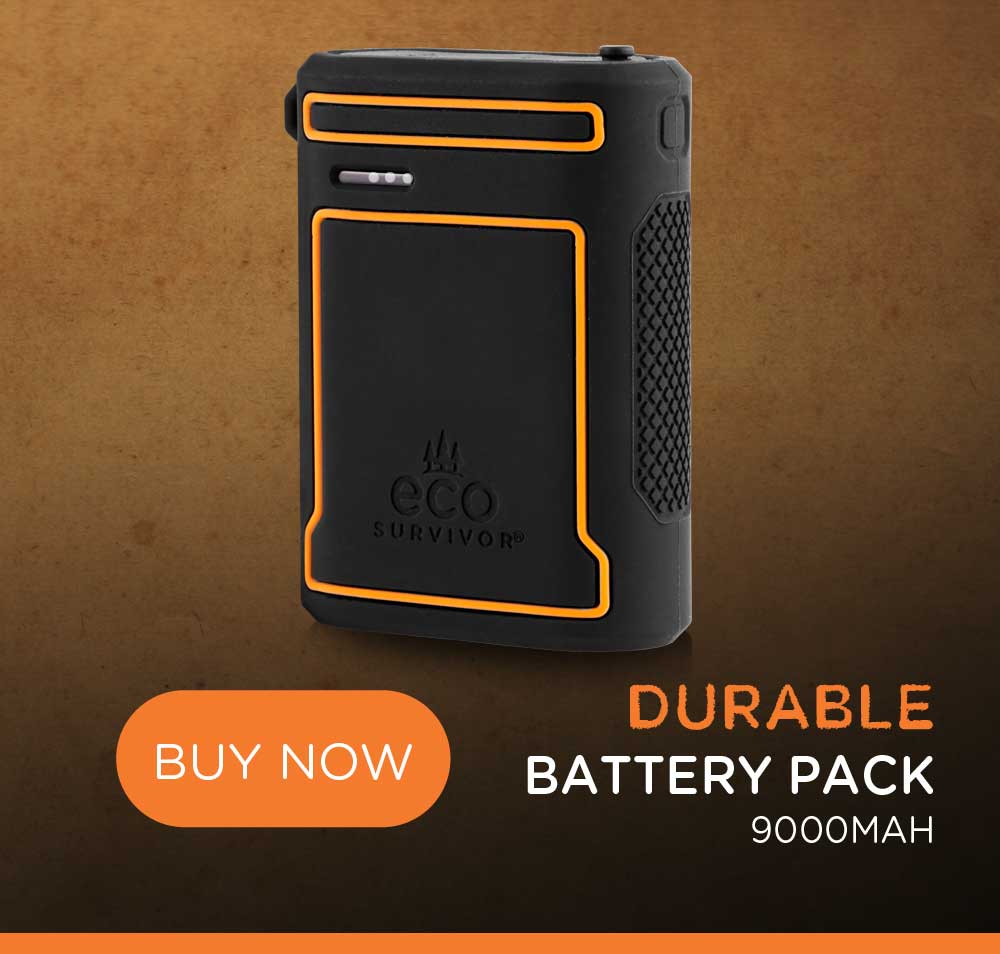 eco
SURVIVOR®
BUY NOW
DURABLE
BATTERY PACK
9000MAH